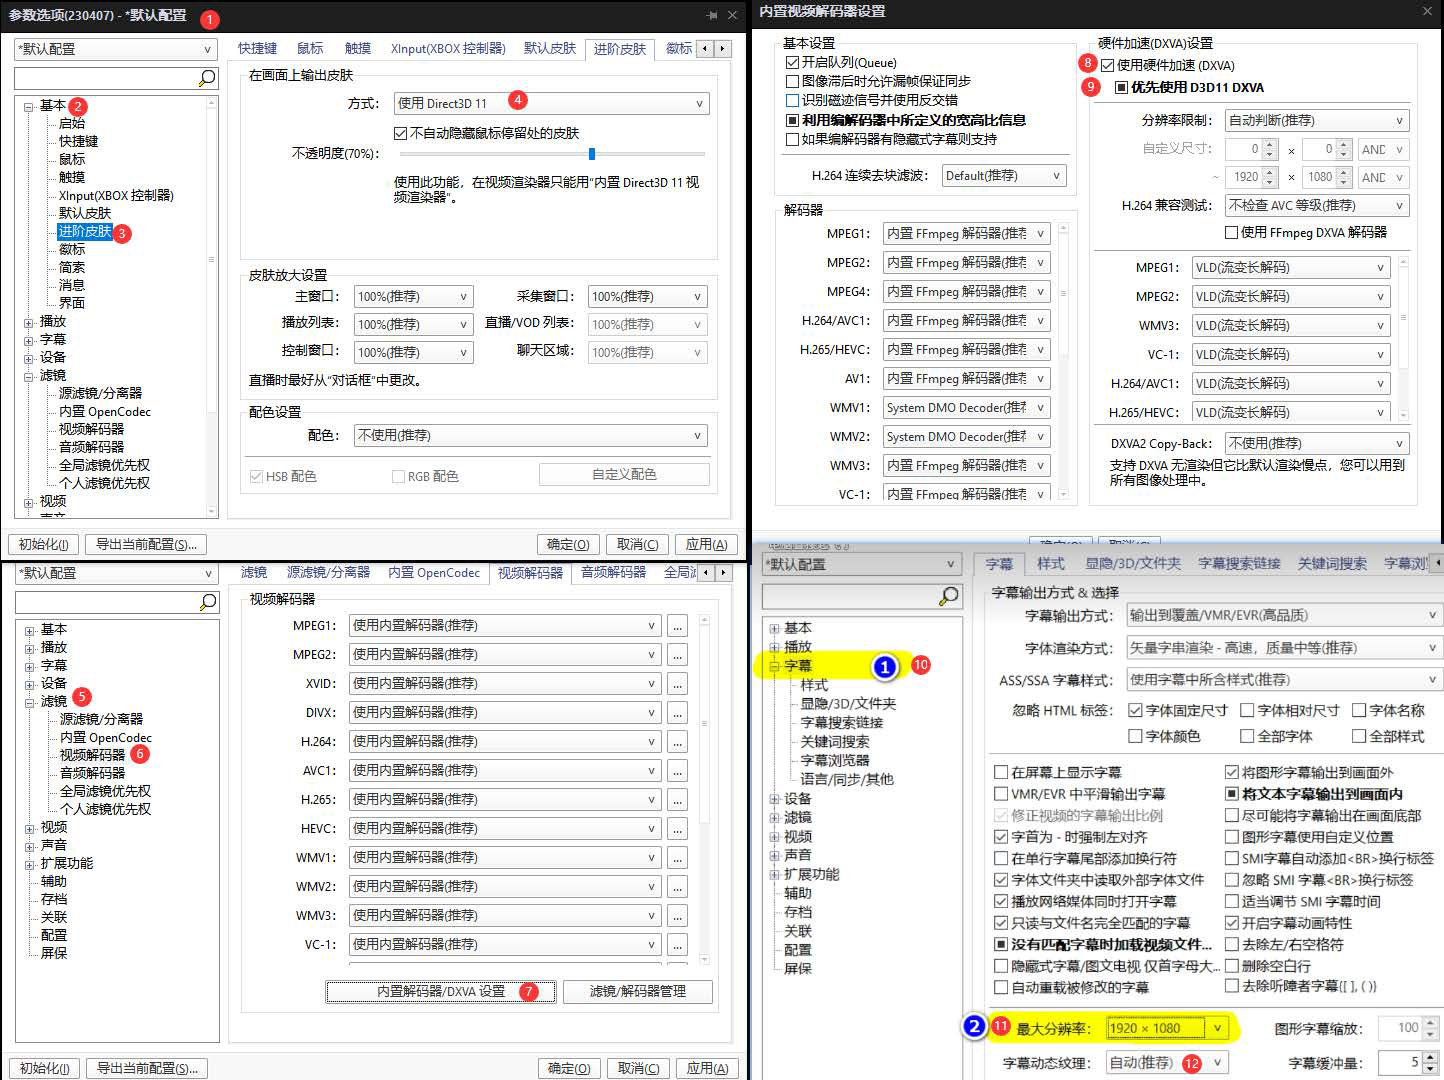 参数选项(230407) - *默认配置 1
*默认配置
快捷键 鼠标 触摸 XInput(XBOX 控制器) 默认皮肤 进阶皮肤 徽标
基本 2
启始
快捷键
鼠标
触摸
XInput(XBOX 控制器)
默认皮肤
进阶皮肤 3
徽标
简索
消息
界面
播放
字幕
设备
滤镜
源滤镜/分离器
内置 OpenCodec
视频解码器
音频解码器
全局滤镜优先权
个人滤镜优先权
视频
在画面上输出皮肤
方式: 使用 Direct3D 11 4
不自动隐藏鼠标停留处的皮肤
不透明度(70%):
使用此功能，在视频渲染器只能用“内置 Direct3D 11 视
频渲染器”。
皮肤放大设置
主窗口: 100%(推荐) 采集窗口: 100%(推荐)
播放列表: 100%(推荐) 直播/VOD 列表: 100%(推荐)
控制窗口: 100%(推荐) 聊天区域: 100%(推荐)
直播时最好从“对话框”中更改。
配色设置
配色: 不使用(推荐)
HSB 配色 RGB 配色 自定义配色
初始化(I) 导出当前配置(S)... 确定(O) 取消(C) 应用(A)
内置视频解码器设置
基本设置
开启队列(Queue)
图像滞后时允许漏帧保证同步
识别磁迹信号并使用反交错
利用编解码器中所定义的宽高比信息
如果编解码器有隐藏式字幕则支持
H.264 连续去块滤波: Default(推荐)
解码器
MPEG1: 内置 FFmpeg 解码器(推荐
MPEG2: 内置 FFmpeg 解码器(推荐
MPEG4: 内置 FFmpeg 解码器(推荐
H.264/AVC1: 内置 FFmpeg 解码器(推荐
H.265/HEVC: 内置 FFmpeg 解码器(推荐
AV1: 内置 FFmpeg 解码器(推荐
WMV1: System DMO Decoder(推荐
WMV2: System DMO Decoder(推荐
WMV3: 内置 FFmpeg 解码器(推荐
VC-1: 内置 FFmpeg 解码器(推荐
硬件加速(DXVA)设置
8 使用硬件加速 (DXVA)
9 优先使用 D3D11 DXVA
分辨率限制: 自动判断(推荐)
自定义尺寸: 0 × 0 AND
~ 1920 × 1080 AND
H.264 兼容测试: 不检查 AVC 等级(推荐)
使用 FFmpeg DXVA 解码器
MPEG1: VLD(流变长解码)
MPEG2: VLD(流变长解码)
WMV3: VLD(流变长解码)
VC-1: VLD(流变长解码)
H.264/AVC1: VLD(流变长解码)
H.265/HEVC: VLD(流变长解码)
DXVA2 Copy-Back: 不使用(推荐)
支持 DXVA 无渲染但它比默认渲染慢点，您可以用到
所有图像处理中。
*默认配置
滤镜 源滤镜/分离器 内置 OpenCodec 视频解码器 音频解码器 全局滤
基本
播放
字幕
设备
滤镜 5
源滤镜/分离器
内置 OpenCodec
视频解码器 6
音频解码器
全局滤镜优先权
个人滤镜优先权
视频
声音
扩展功能
辅助
存档
关联
配置
屏保
视频解码器
MPEG1: 使用内置解码器(推荐) ...
MPEG2: 使用内置解码器(推荐) ...
XVID: 使用内置解码器(推荐) ...
DIVX: 使用内置解码器(推荐) ...
H.264: 使用内置解码器(推荐) ...
AVC1: 使用内置解码器(推荐) ...
H.265: 使用内置解码器(推荐) ...
HEVC: 使用内置解码器(推荐) ...
WMV1: 使用内置解码器(推荐) ...
WMV2: 使用内置解码器(推荐) ...
WMV3: 使用内置解码器(推荐) ...
VC-1: 使用内置解码器(推荐) ...
内置解码器/DXVA 设置 7 滤镜/解码器管理
初始化(I) 导出当前配置(S)... 确定(O) 取消(C) 应用(A)
*默认配置
字幕 样式 显隐/3D/文件夹 字幕搜索链接 关键词搜索 字幕浏
基本
播放
字幕 1 10
样式
显隐/3D/文件夹
字幕搜索链接
关键词搜索
字幕浏览器
语言/同步/其他
设备
滤镜
视频
声音
扩展功能
辅助
存档
关联
配置
屏保
字幕输出方式 & 选择
字幕输出方式: 输出到覆盖/VMR/EVR(高品质)
字体渲染方式: 矢量字串渲染 - 高速，质量中等(推荐)
ASS/SSA 字幕样式: 使用字幕中所含样式(推荐)
忽略 HTML 标签: 字体固定尺寸 字体相对尺寸 字体名称
字体颜色 全部字体 全部样式
在屏幕上显示字幕 将图形字幕输出到画面外
VMR/EVR 中平滑输出字幕 将文本字幕输出到画面内
修正视频的字幕输出比例 尽可能将字幕输出在画面底部
字首为 - 时强制左对齐 图形字幕使用自定义位置
在单行字幕尾部添加换行符 SMI字幕自动添加<BR>换行标签
字体文件夹中读取外部字体文件 忽略 SMI 字幕<BR>换行标签
播放网络媒体同时打开字幕 适当调节 SMI 字幕时间
只读与文件名完全匹配的字幕 开启字幕动画特性
没有匹配字幕时加载视频文件... 去除左/右空格符
隐藏式字幕/图文电视 仅首字母大... 删除空白行
自动重载被修改的字幕 去除听障者字幕{[ ], ( )}
2 11 最大分辨率: 1920 × 1080 图形字幕缩放: 100
字幕动态纹理: 自动(推荐) 12 字幕缓冲量: 5